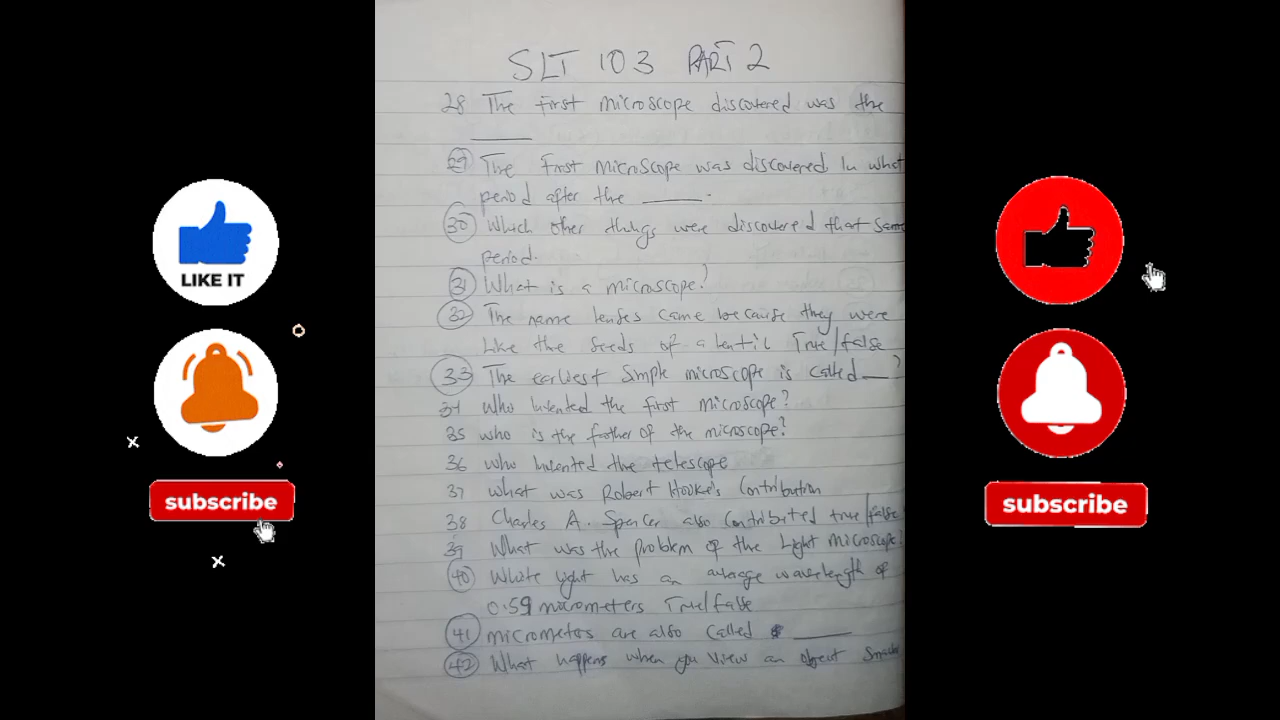 SLT 103 PART 2
28 The first microscope discovered was the
______
29 The first microscope was discovered in what
period after the ______.
30 Which other things were discovered that same
period.
31 What is a microscope?
32 The name lenses came because they were
Like the seeds of a lentil True/false
33 The earliest Simple microscope is called ___?
34 Who invented the first microscope?
35 who is the father of the microscope?
36 who invented the telescope
37 what was Robert Hooke's Contribution
38 Charles A. Spencer also Contributed true/false
39 What was the problem of the Light microscope?
40 White light has an average wavelength of
0.55 micrometers True/false
41 micrometers are also called ______
42 What happens when you view an object Smaller
LIKE IT
subscribe
subscribe